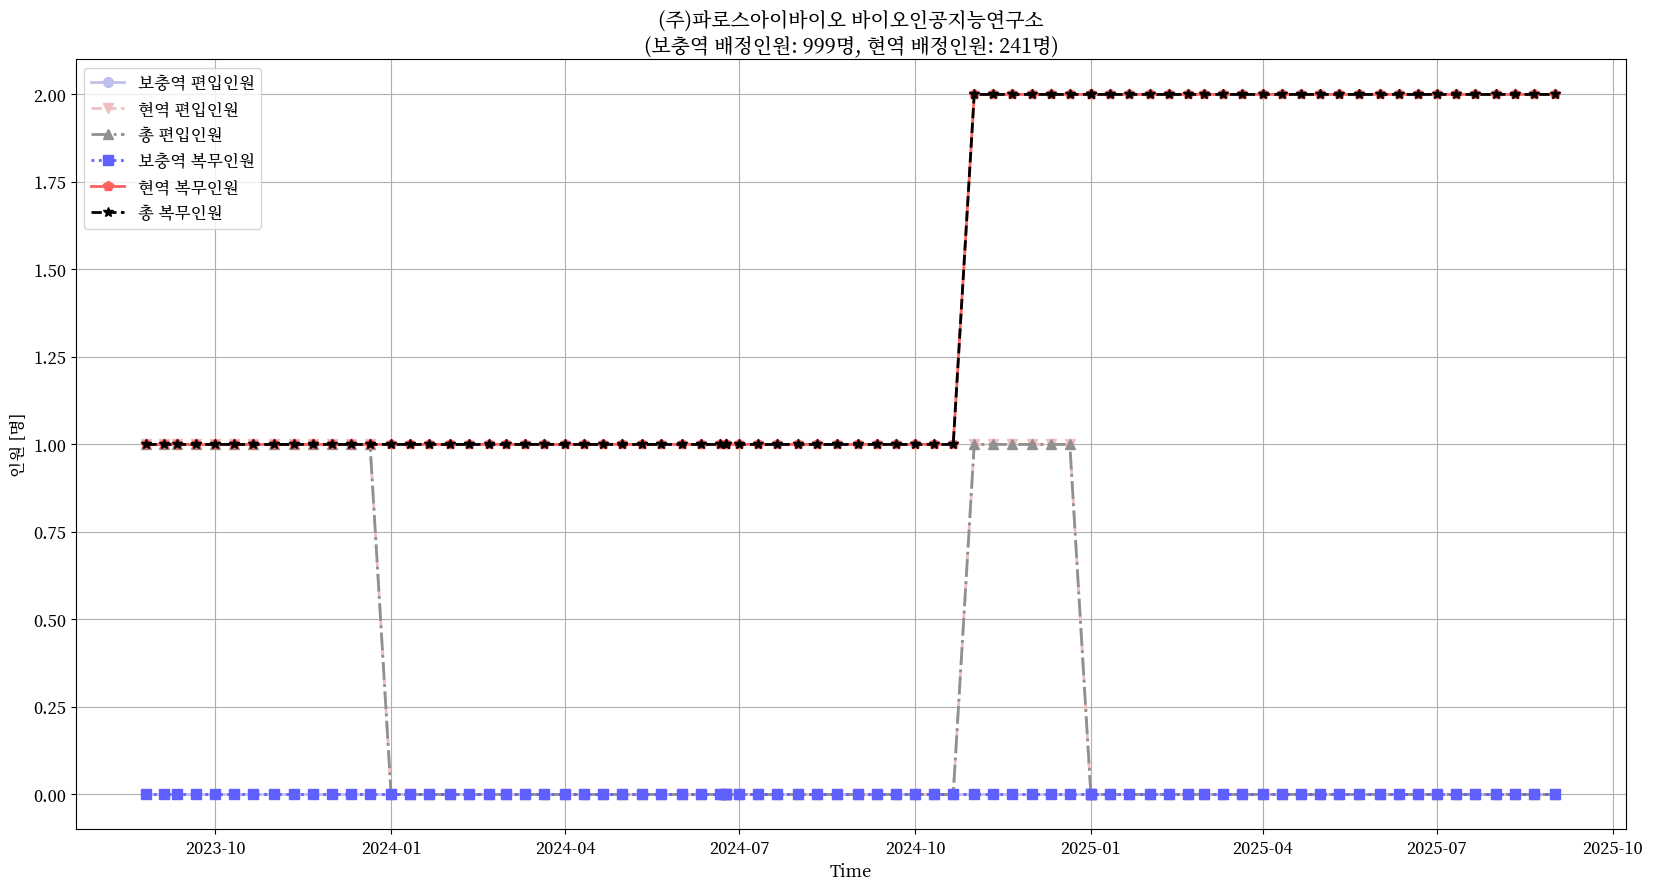 (주)파로스아이바이오 바이오인공지능연구소
(보충역 배정인원: 999명, 현역 배정인원: 241명)
보충역 편입인원
현역 편입인원
총 편입인원
보충역 복무인원
현역 복무인원
총 복무인원
2.00
1.75
1.50
1.25
1.00
0.75
0.50
0.25
0.00
인원 [명]
2023-10
2024-01
2024-04
2024-07
2024-10
2025-01
2025-04
2025-07
2025-10
Time